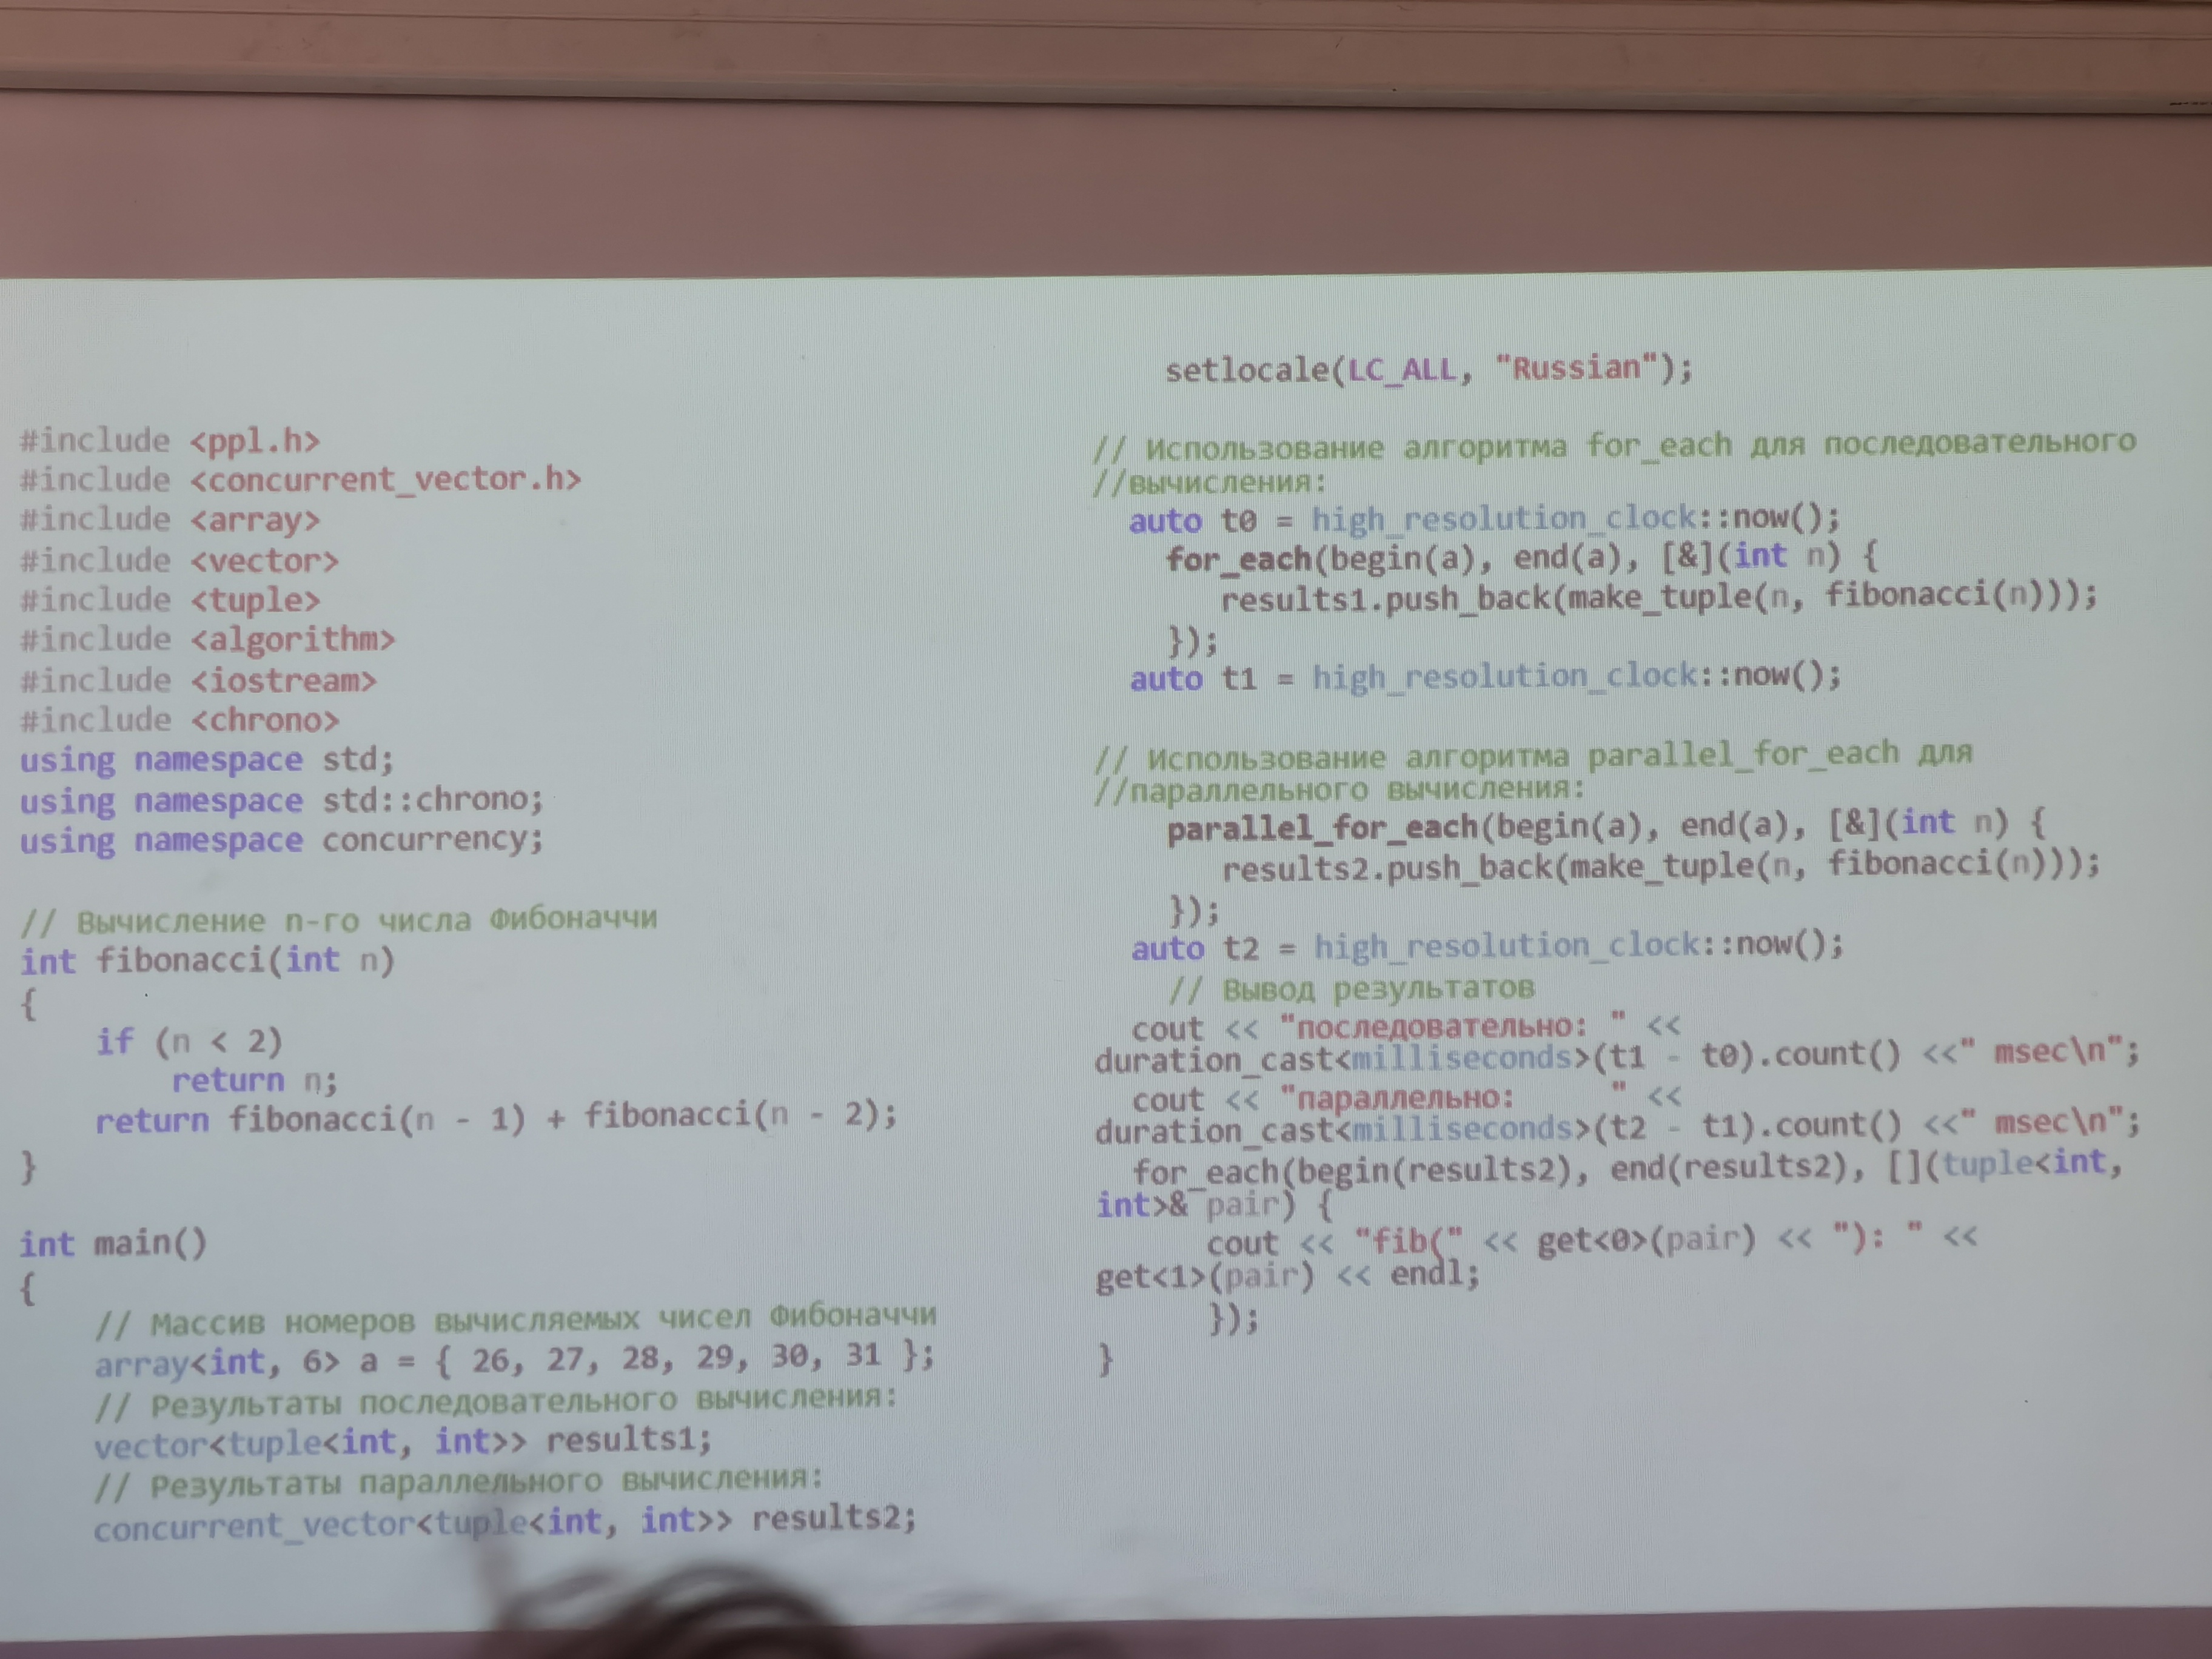 #include <ppl.h>
#include <concurrent_vector.h>
#include <array>
#include <vector>
#include <tuple>
#include <algorithm>
#include <iostream>
#include <chrono>
using namespace std;
using namespace std::chrono;
using namespace concurrency;

// Вычисление n-го числа Фибоначчи
int fibonacci(int n)
{
    if (n < 2)
        return n;
    return fibonacci(n - 1) + fibonacci(n - 2);
}

int main()
{
    // Массив номеров вычисляемых чисел Фибоначчи
    array<int, 6> a = { 26, 27, 28, 29, 30, 31 };
    // Результаты последовательного вычисления:
    vector<tuple<int, int>> results1;
    // Результаты параллельного вычисления:
    concurrent_vector<tuple<int, int>> results2;
    setlocale(LC_ALL, "Russian");

// Использование алгоритма for_each для последовательного
//вычисления:
  auto t0 = high_resolution_clock::now();
    for_each(begin(a), end(a), [&](int n) {
       results1.push_back(make_tuple(n, fibonacci(n)));
    });
  auto t1 = high_resolution_clock::now();

// Использование алгоритма parallel_for_each для
//параллельного вычисления:
    parallel_for_each(begin(a), end(a), [&](int n) {
       results2.push_back(make_tuple(n, fibonacci(n)));
    });
  auto t2 = high_resolution_clock::now();
    // Вывод результатов
  cout << "последовательно: " <<
duration_cast<milliseconds>(t1 - t0).count() <<" msec\n";
  cout << "параллельно:     " <<
duration_cast<milliseconds>(t2 - t1).count() <<" msec\n";
  for_each(begin(results2), end(results2), [](tuple<int,
int>& pair) {
      cout << "fib(" << get<0>(pair) << "): " <<
get<1>(pair) << endl;
      });
}